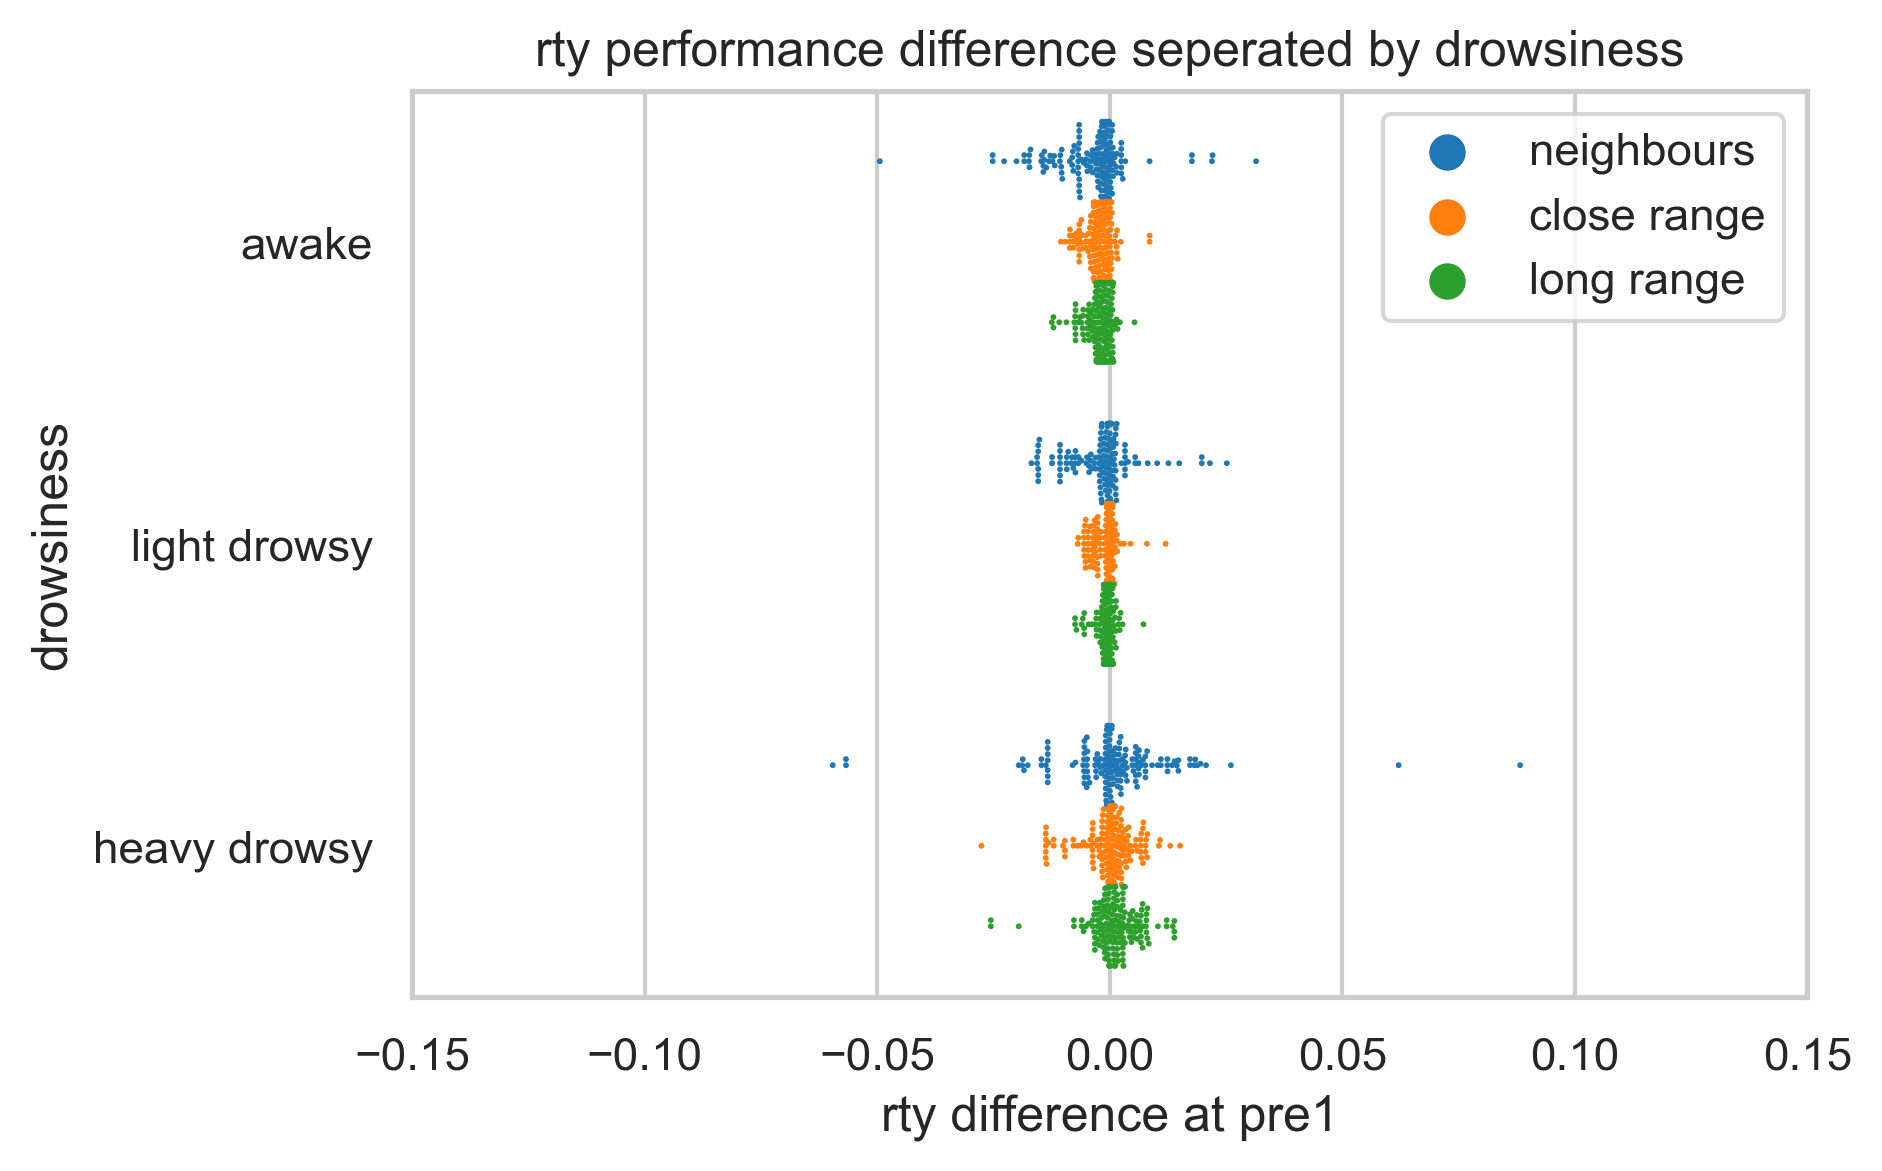 rty performance difference seperated by drowsiness
neighbours
close range
long range
awake
light drowsy
heavy drowsy
drowsiness
−0.15 −0.10 −0.05 0.00 0.05 0.10 0.15
rty difference at pre1